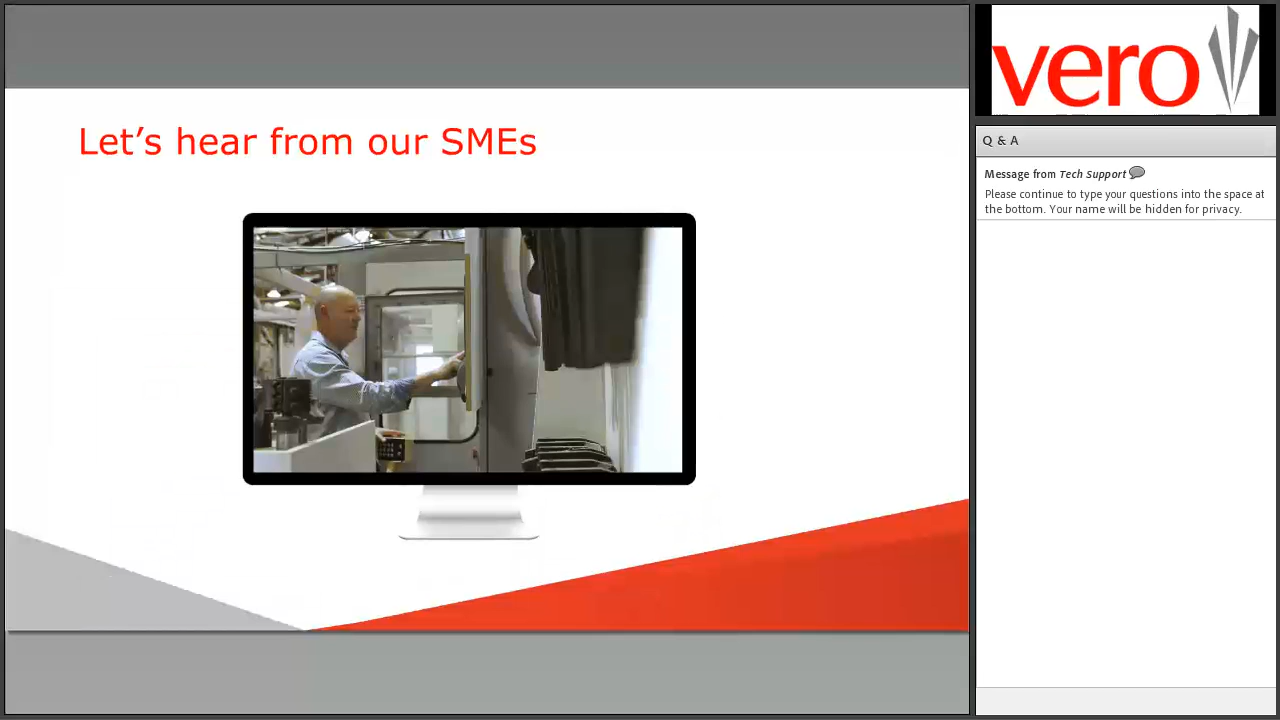 Let’s hear from our SMEs
vero
Q & A
Message from Tech Support
Please continue to type your questions into the space at
the bottom. Your name will be hidden for privacy.